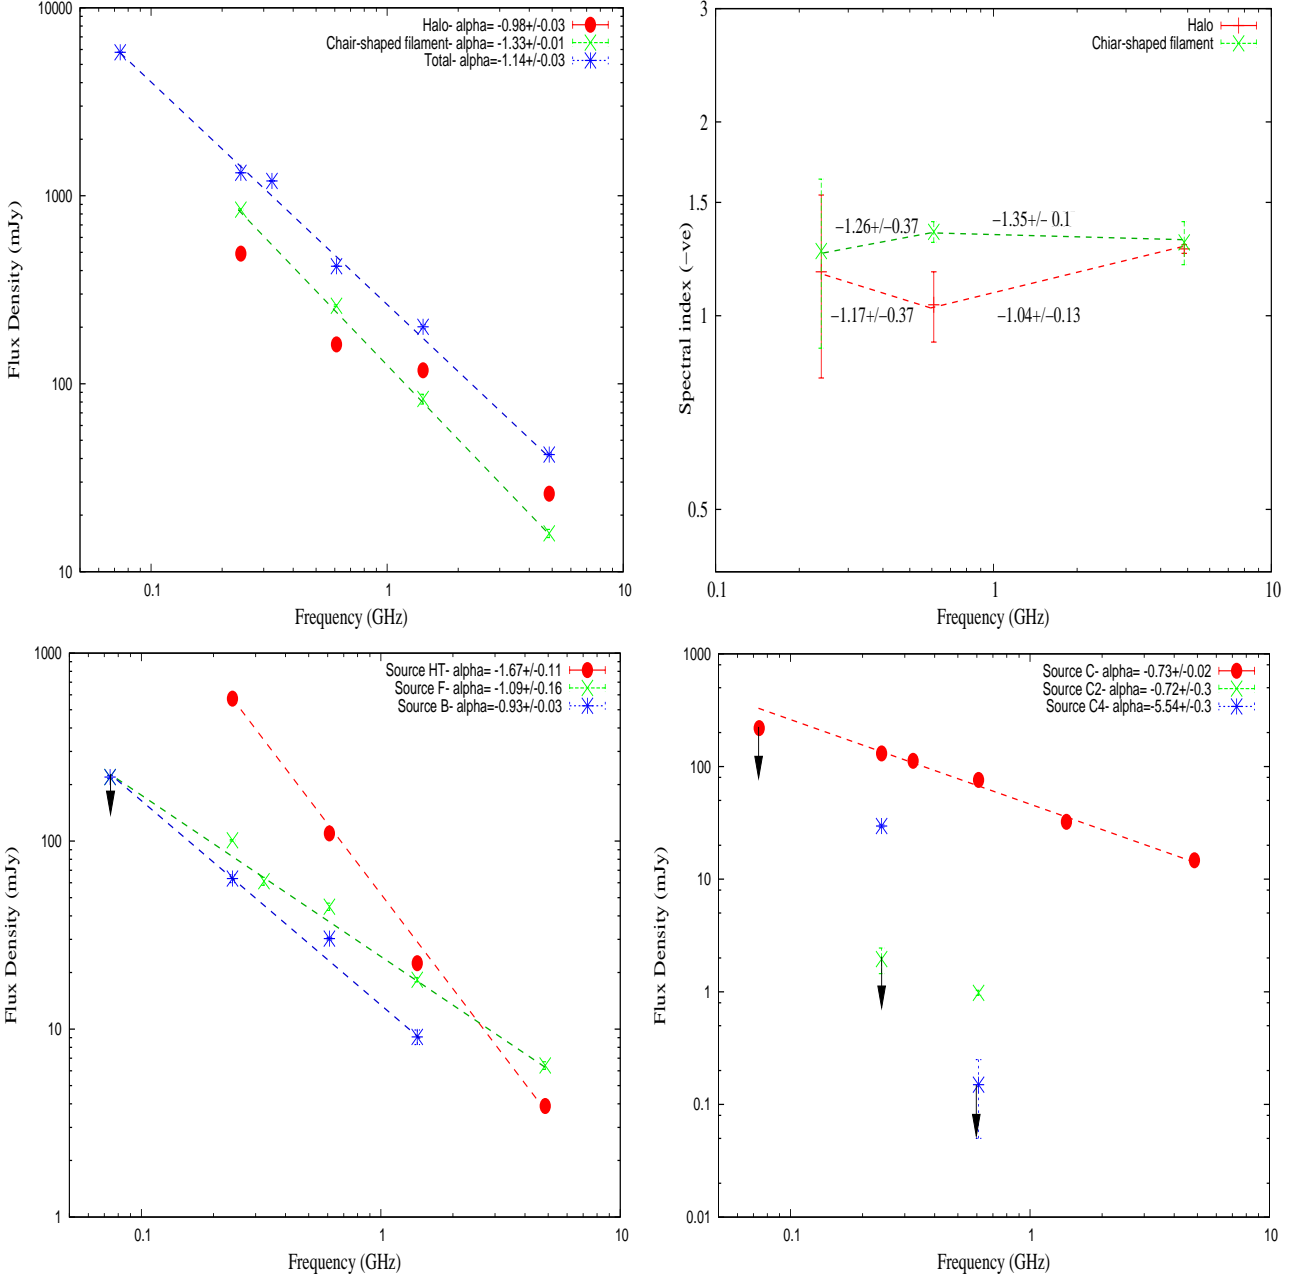 10000
1000
100
10
0.1
1
10
Flux Density (mJy)
Frequency (GHz)
Halo- alpha= -0.98+/-0.03
Chair-shaped filament- alpha= -1.33+/-0.01
Total- alpha=-1.14+/-0.03
3
2
1.5
1
0.5
0.1
1
10
Spectral index (−ve)
Frequency (GHz)
Halo
Chiar-shaped filament
−1.26+/−0.37
−1.35+/− 0.1
−1.17+/−0.37
−1.04+/−0.13
1000
100
10
1
0.1
1
10
Flux Density (mJy)
Frequency (GHz)
Source HT- alpha= -1.67+/-0.11
Source F- alpha= -1.09+/-0.16
Source B- alpha=-0.93+/-0.03
1000
100
10
1
0.1
0.01
0.1
1
10
Flux Density (mJy)
Frequency (GHz)
Source C- alpha= -0.73+/-0.02
Source C2- alpha= -0.72+/-0.3
Source C4- alpha=-5.54+/-0.3